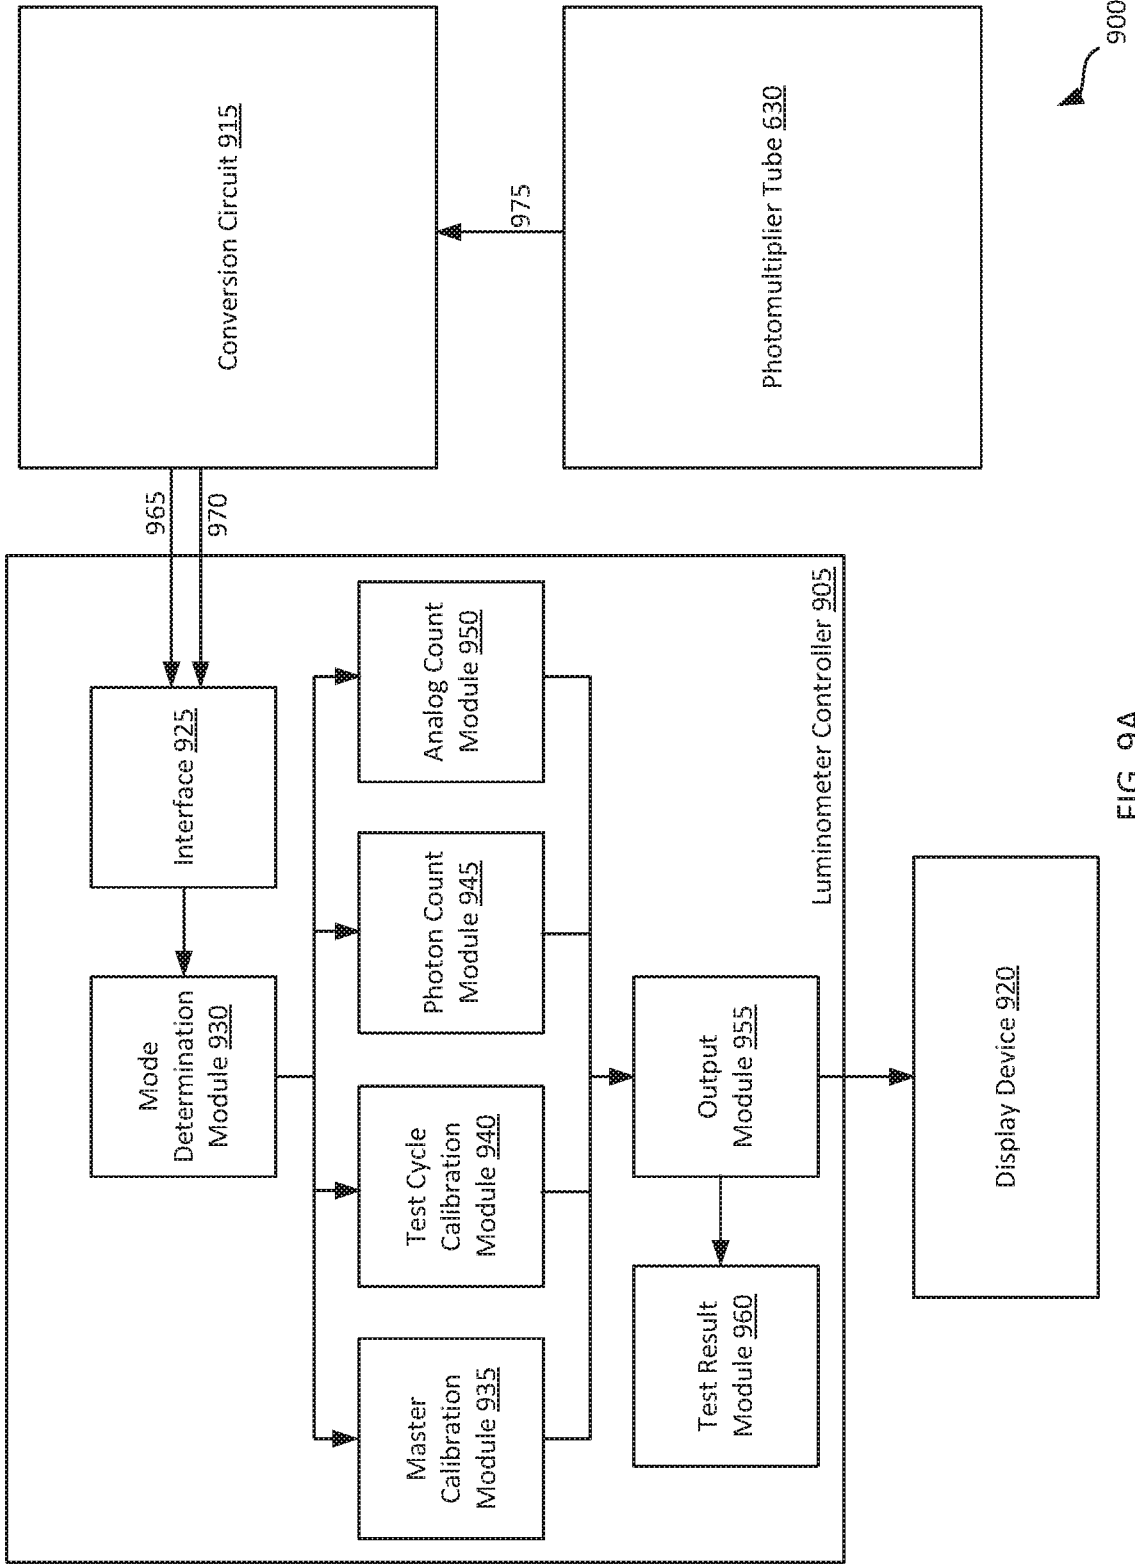 Luminometer Controller 905
Master
Calibration
Module 935
Test Cycle
Calibration
Module 940
Mode
Determination
Module 930
Interface 925
Photon Count
Module 945
Analog Count
Module 950
Test Result
Module 960
Output
Module 955
Display Device 920
965
970
Conversion Circuit 915
975
Photomultiplier Tube 630
900
FIG. 9A